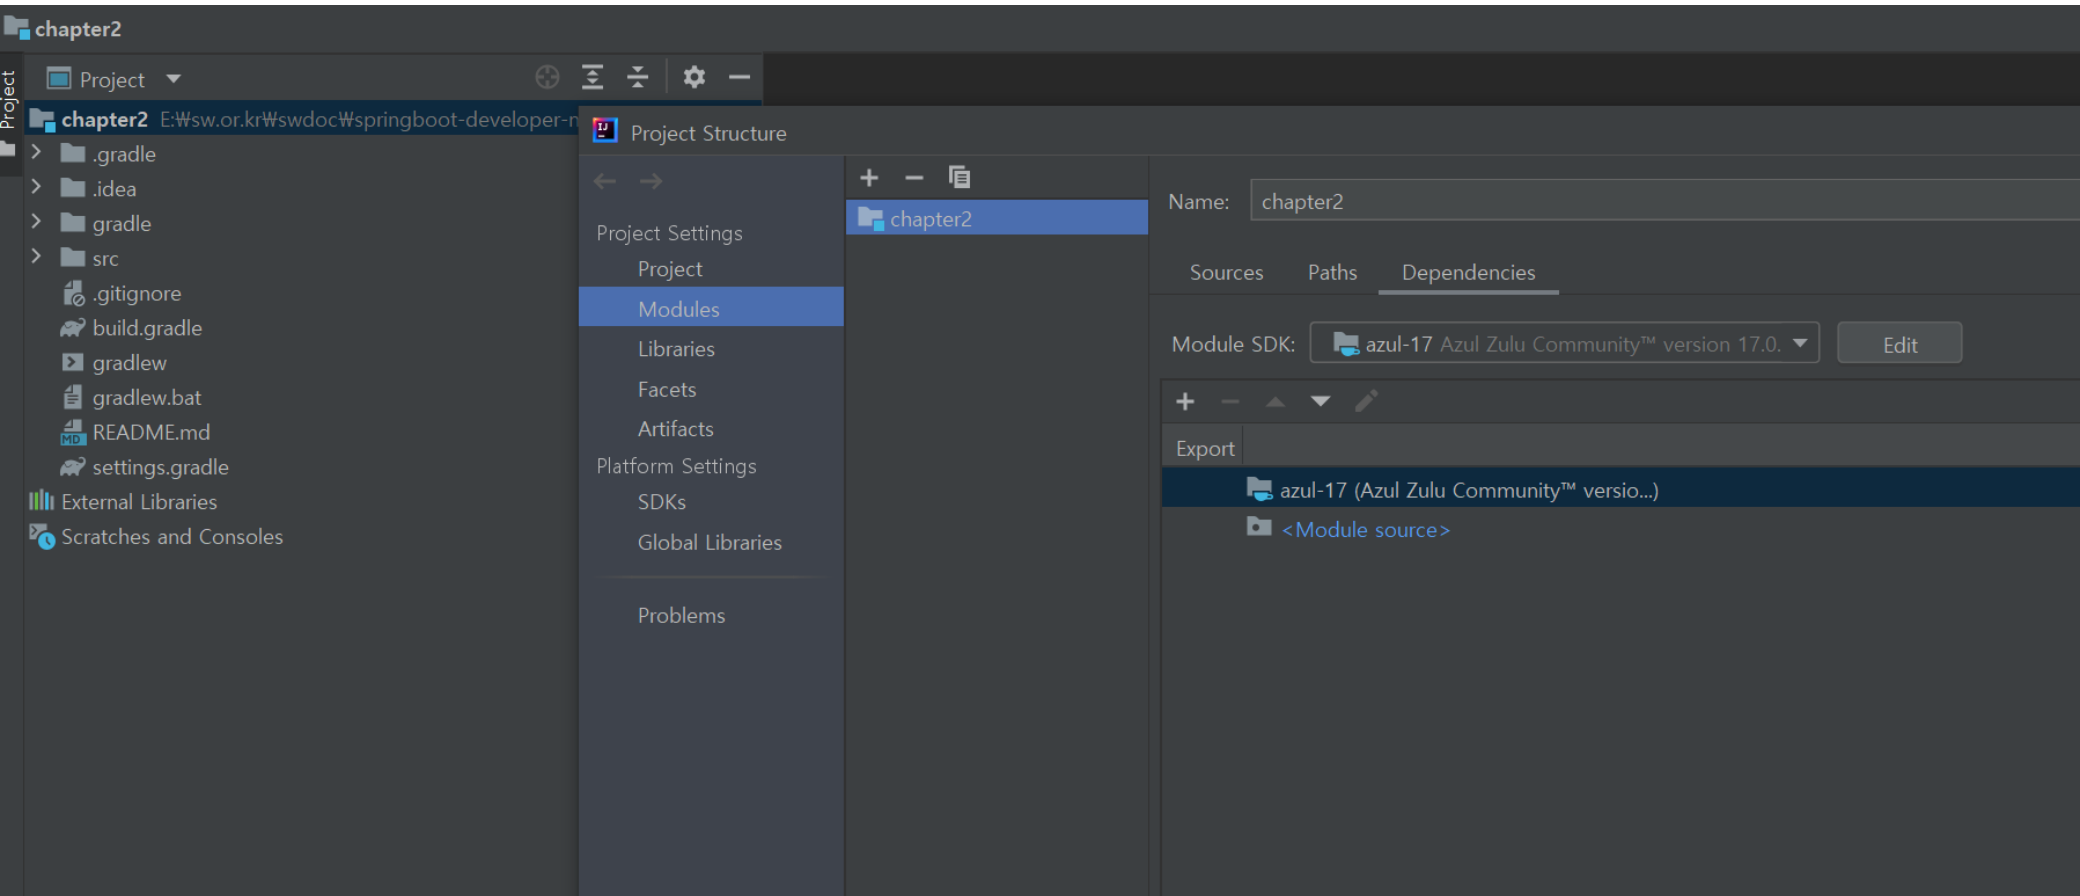 chapter2
Project
Project
chapter2 E:₩sw.or.kr₩swdoc₩springboot-developer-
.gradle
.idea
gradle
src
.gitignore
build.gradle
gradlew
gradlew.bat
README.md
settings.gradle
External Libraries
Scratches and Consoles
Project Structure
Project Settings
Project
Modules
Libraries
Facets
Artifacts
Platform Settings
SDKs
Global Libraries
Problems
chapter2
Name: chapter2
Sources Paths Dependencies
Module SDK: azul-17 Azul Zulu Community™ version 17.0. Edit
Export
azul-17 (Azul Zulu Community™ versio...)
<Module source>